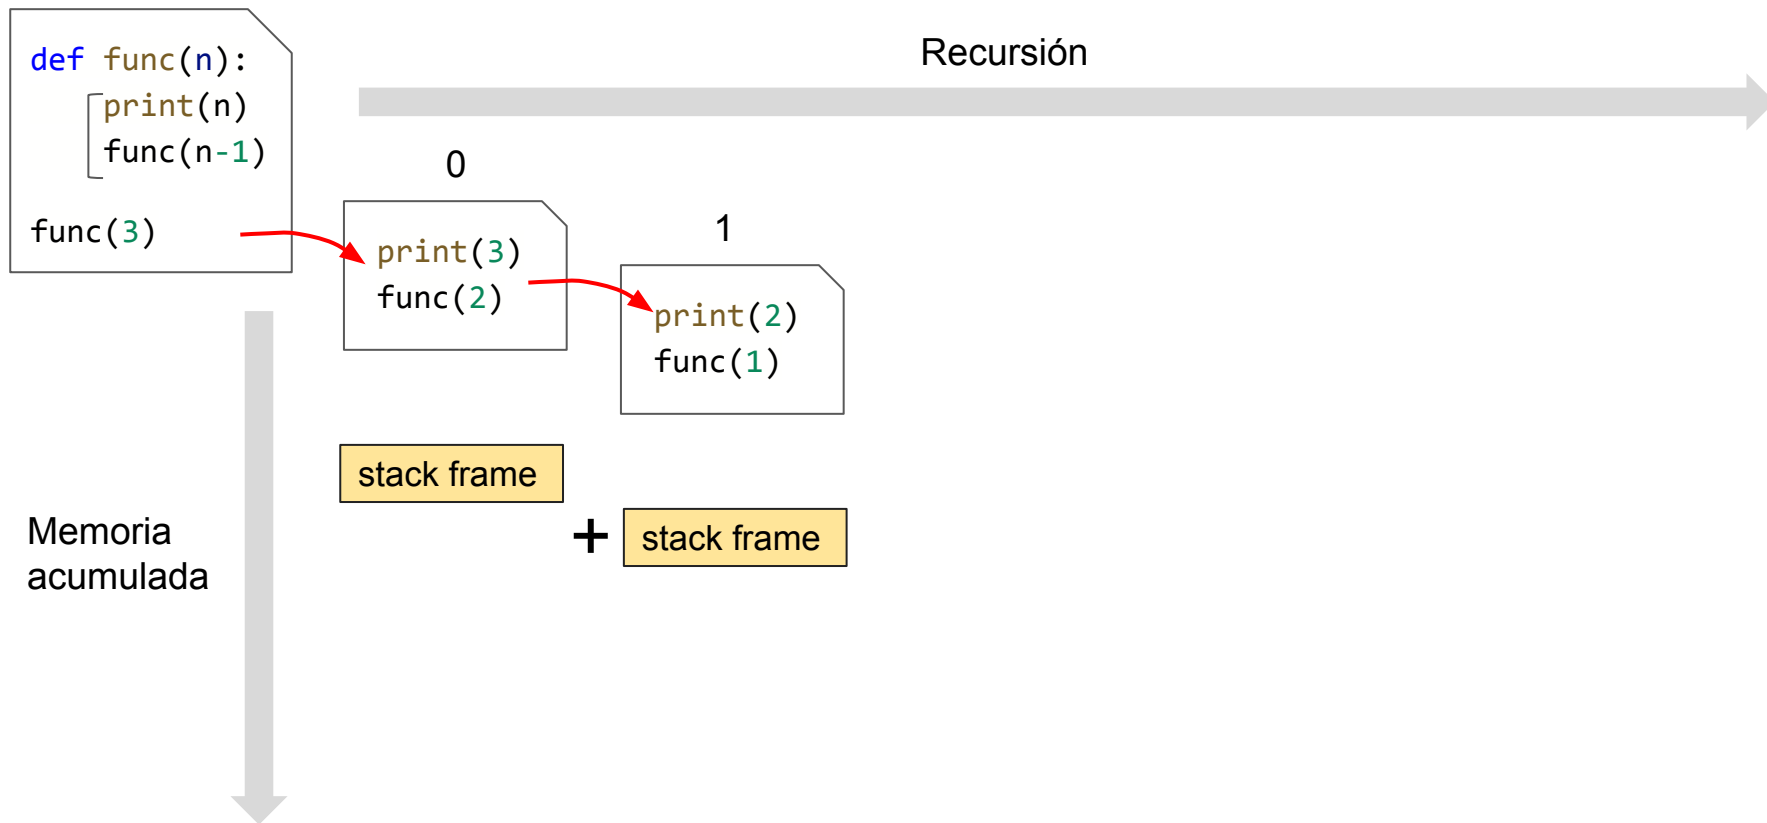 def func(n):
print(n)
func(n-1)
func(3)
Recursión
0
print(3)
func(2)
1
print(2)
func(1)
stack frame
+
stack frame
Memoria
acumulada